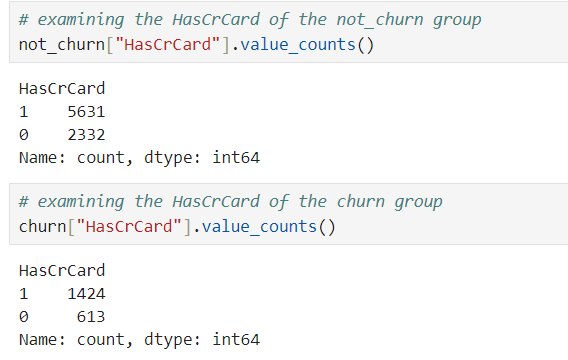 # examining the HasCrCard of the not_churn group
not_churn["HasCrCard"].value_counts()
HasCrCard
1    5631
0    2332
Name: count, dtype: int64
# examining the HasCrCard of the churn group
churn["HasCrCard"].value_counts()
HasCrCard
1    1424
0     613
Name: count, dtype: int64